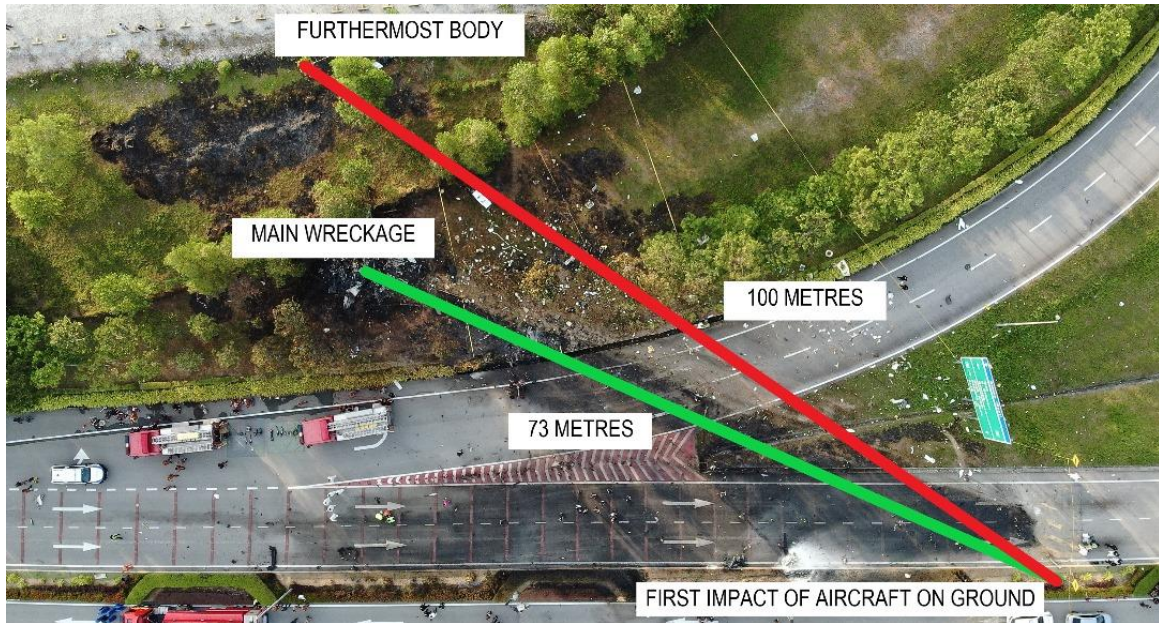 FURTHERMOST BODY
MAIN WRECKAGE
100 METRES
73 METRES
FIRST IMPACT OF AIRCRAFT ON GROUND